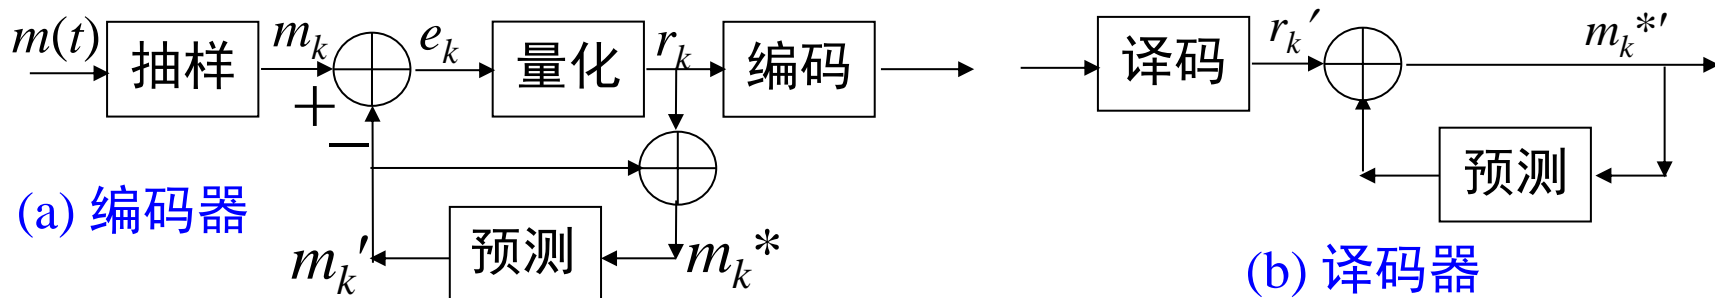 m(t) 抽样 m_k e_k 量化 r_k 编码
+
−
m_k′ 预测 m_k*
(a) 编码器
译码 r_k′ m_k*′
预测
(b) 译码器